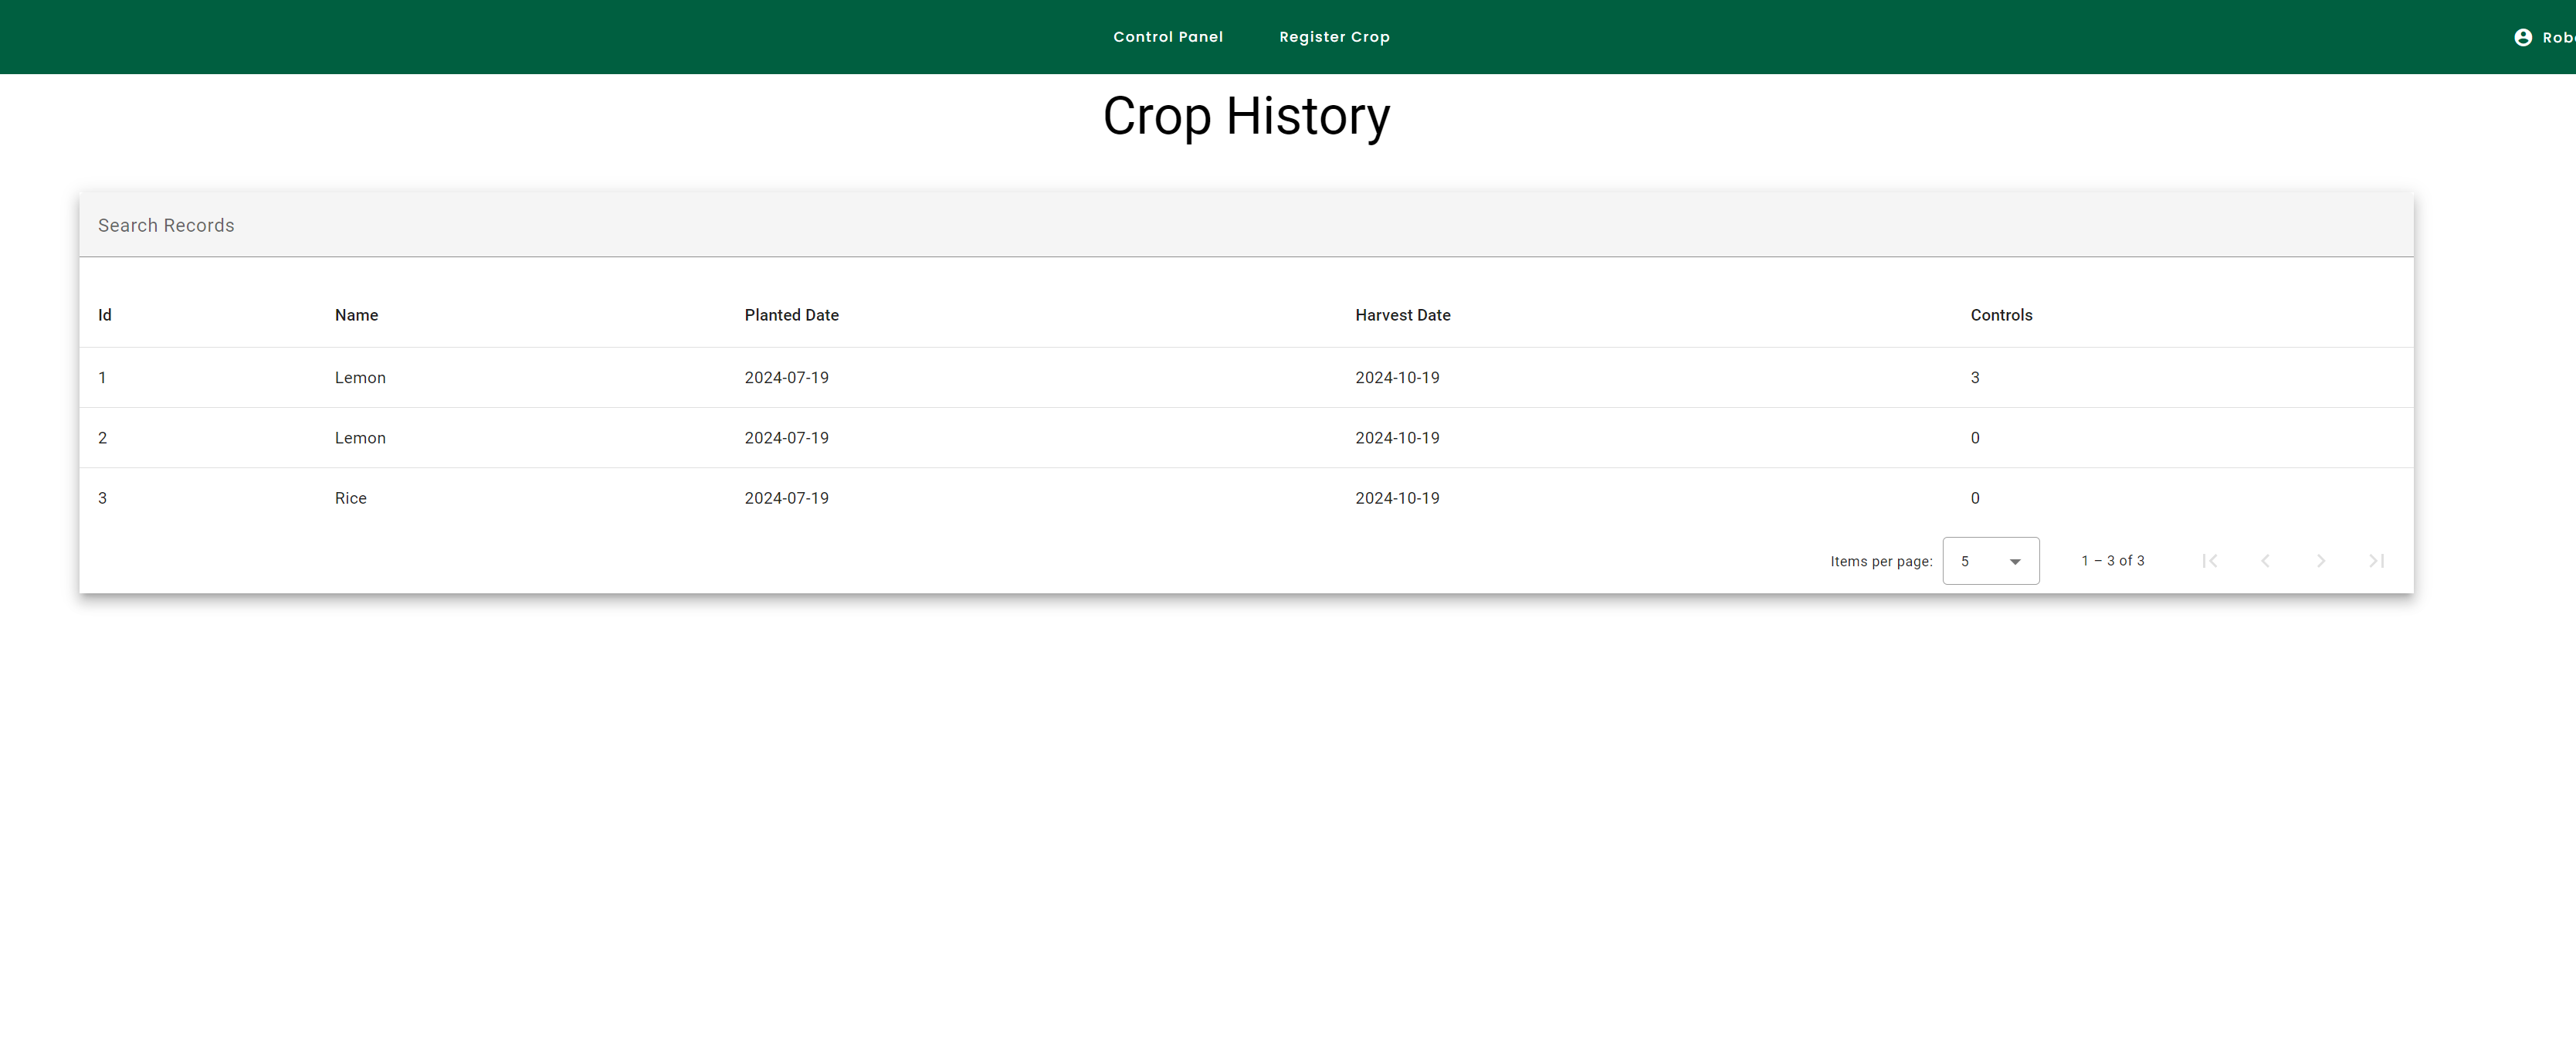 Control Panel Register Crop
Crop History
Search Records
Id Name Planted Date Harvest Date Controls
1 Lemon 2024-07-19 2024-10-19 3
2 Lemon 2024-07-19 2024-10-19 0
3 Rice 2024-07-19 2024-10-19 0
Items per page: 5 1 – 3 of 3